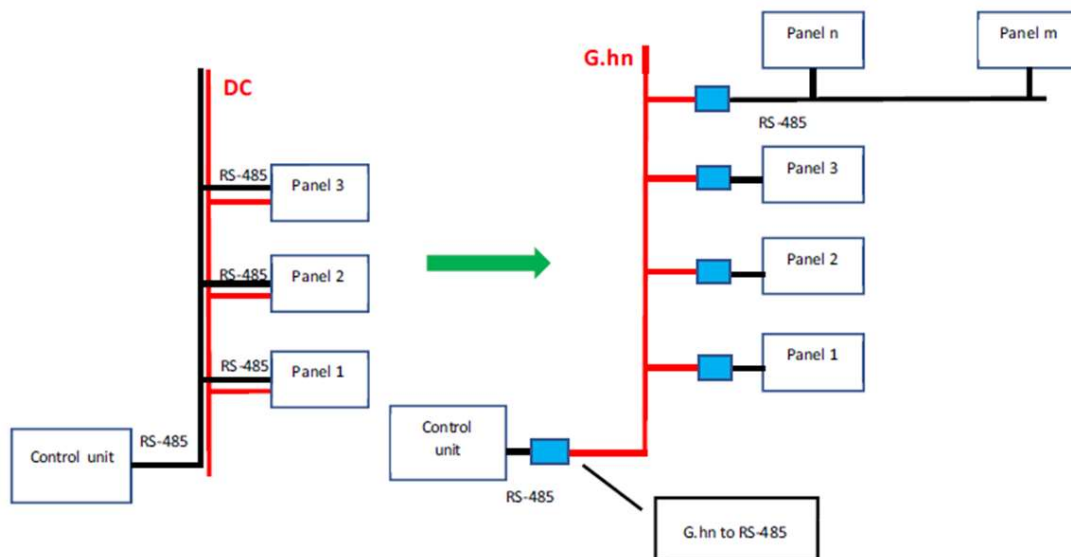 DC
RS-485
Panel 3
RS-485
Panel 2
RS-485
Panel 1
RS-485
Control unit
G.hn
Panel n
Panel m
RS-485
Panel 3
Panel 2
Panel 1
Control
unit
RS-485
G.hn to RS-485